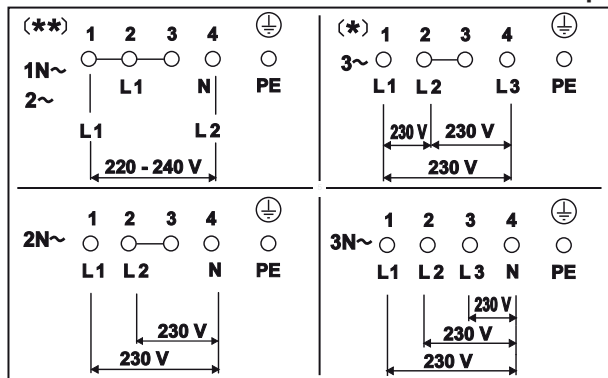 (**) 1 2 3 4
1N~
2~
L1 N PE
L1 L2
220 - 240 V
(*) 1 2 3 4
3~
L1 L2 L3 PE
230 V 230 V
230 V
1 2 3 4
2N~
L1 L2 N PE
230 V
230 V
1 2 3 4
3N~
L1 L2 L3 N PE
230 V
230 V
230 V